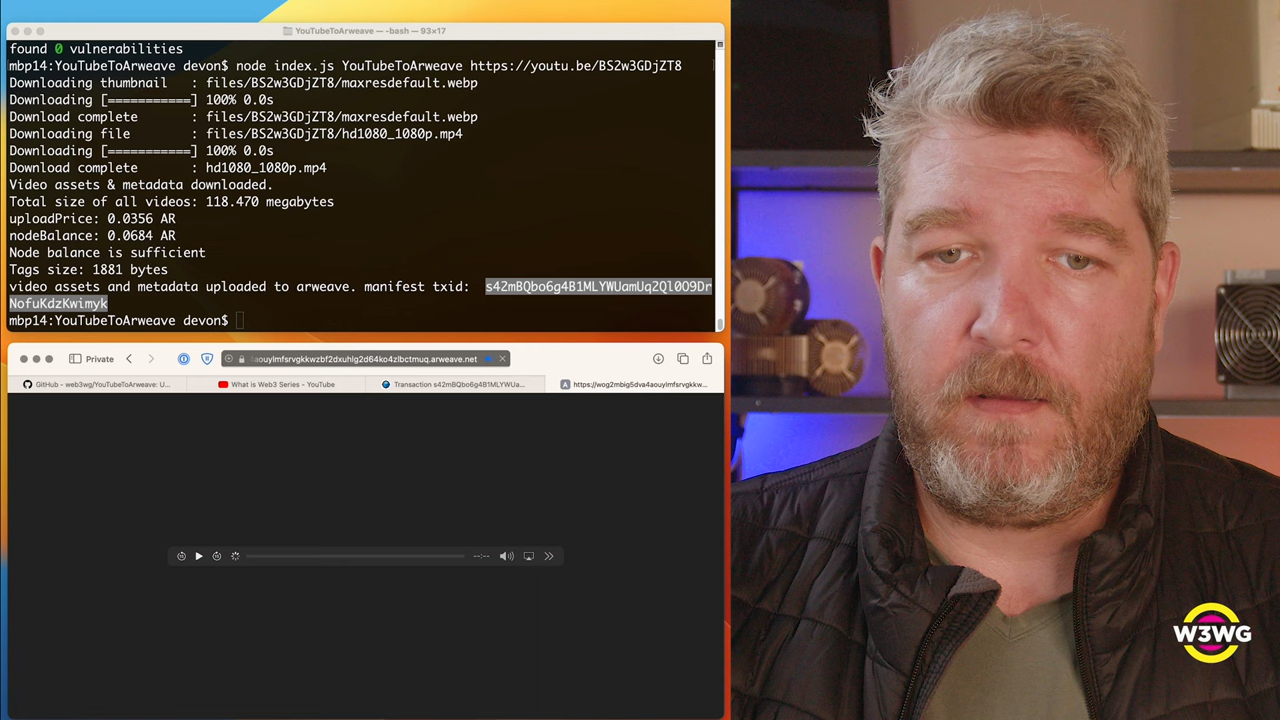 YouTubeToArweave — -bash — 93×17
found 0 vulnerabilities
mbp14:YouTubeToArweave devon$ node index.js YouTubeToArweave https://youtu.be/BS2w3GDjZT8
Downloading thumbnail : files/BS2w3GDjZT8/maxresdefault.webp
Downloading [===========] 100% 0.0s
Download complete : files/BS2w3GDjZT8/maxresdefault.webp
Downloading file : files/BS2w3GDjZT8/hd1080_1080p.mp4
Downloading [===========] 100% 0.0s
Download complete : hd1080_1080p.mp4
Video assets & metadata downloaded.
Total size of all videos: 118.470 megabytes
uploadPrice: 0.0356 AR
nodeBalance: 0.0684 AR
Node balance is sufficient
Tags size: 1881 bytes
video assets and metadata uploaded to arweave. manifest txid: s42mBQbo6g4B1MLYWUamUq2Ql0O9Dr
NofuKdzKwimyk
mbp14:YouTubeToArweave devon$
Private
aouylmfsrvgkkwzbf2dxuhlg2d64ko4zlbctmuq.arweave.net
GitHub - web3wg/YouTubeToArweave: U...
What is Web3 Series - YouTube
Transaction s42mBQbo6g4B1MLYWUa...
https://wog2mbig5dva4aouylmfsrvgkkw...
--:--
W3WG